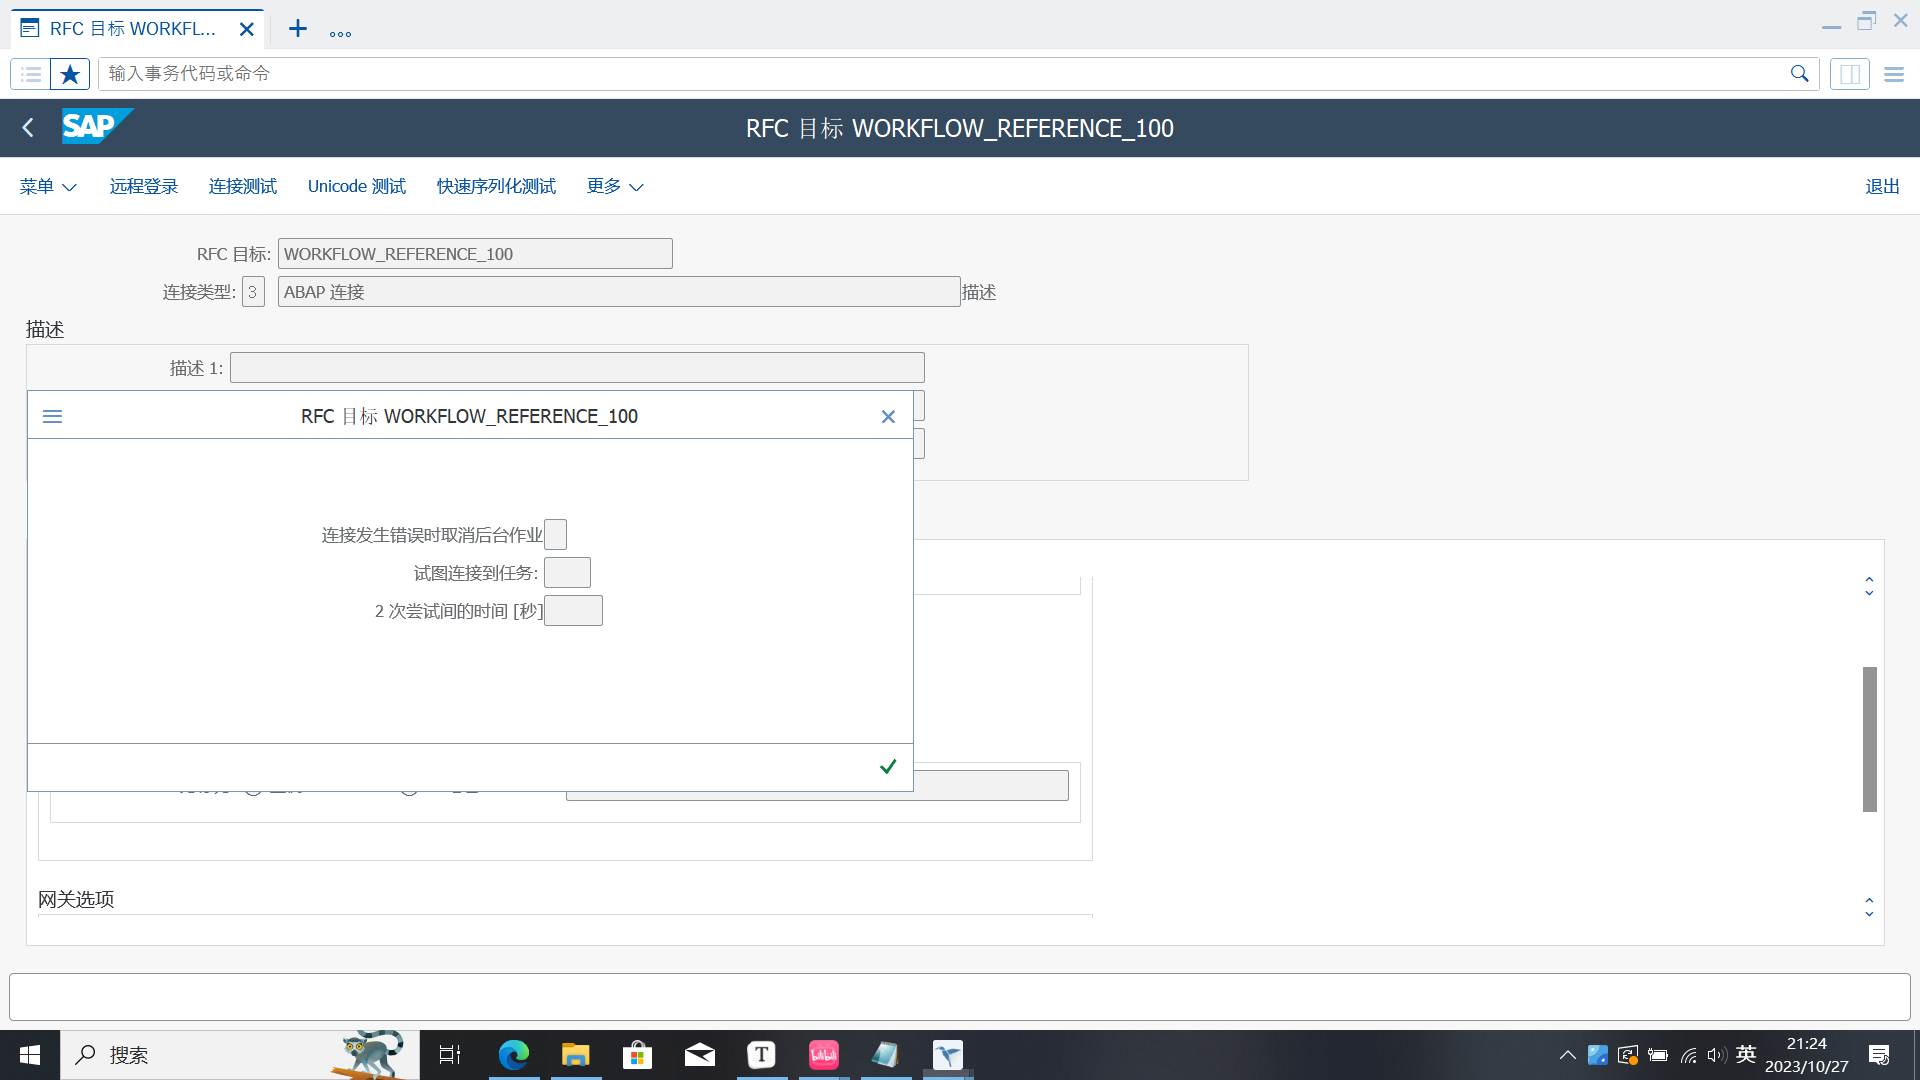 RFC 目标 WORKFL...
输入事务代码或命令
SAP
RFC 目标 WORKFLOW_REFERENCE_100
菜单 远程登录 连接测试 Unicode 测试 快速序列化测试 更多 退出
RFC 目标: WORKFLOW_REFERENCE_100
连接类型: 3 ABAP 连接 描述
描述
描述 1:
RFC 目标 WORKFLOW_REFERENCE_100
连接发生错误时取消后台作业
试图连接到任务:
2 次尝试间的时间 [秒]
网关选项
搜索
T
bilibili
英
21:24
2023/10/27